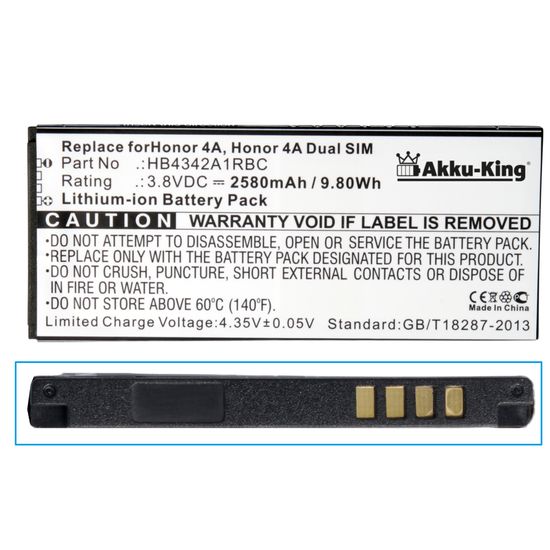 Replace forHonor 4A, Honor 4A Dual SIM
Part No. :HB4342A1RBC
Rating :3.8VDC ⎓ 2580mAh / 9.80Wh
Lithium-ion Battery Pack
Akku-King®
CAUTION WARRANTY VOID IF LABEL REMOVED
•DO NOT ATTEMPT TO DISASSEMBLE, OPEN OR SERVICE THE BATTERY PACK.
•REPLACE ONLY WITH THE BATTERY PACK DESIGNATED FOR THIS PRODUCT.
•DO NOT CRUSH, PUNCTURE, SHORT EXTERNAL CONTACTS OR DISPOSE OF
IN FIRE OR WATER.
•DO NOT STORE ABOVE 60℃ (140℉).
CE
Made In China
Limited Charge Voltage:4.35V±0.05V Standard:GB/T18287-2013